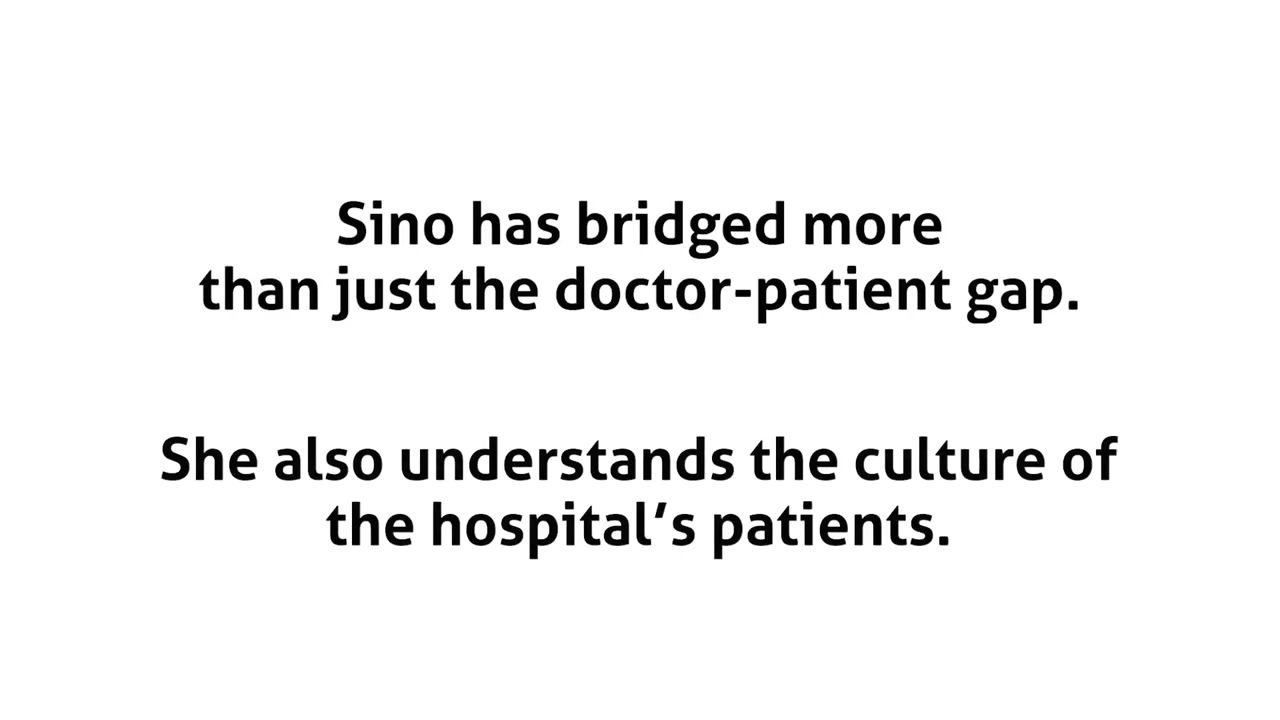 Sino has bridged more
than just the doctor-patient gap.
She also understands the culture of
the hospital’s patients.